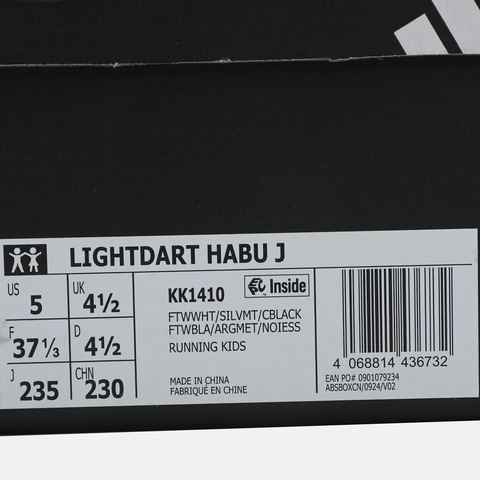 LIGHTDART HABU J
US 5 UK 4½
F 37⅓ D 4½
J 235 CHN 230
KK1410
Inside
FTWWHT/SILVMT/CBLACK
FTWBLA/ARGMET/NOIESS
RUNNING KIDS
MADE IN CHINA
FABRIQUÉ EN CHINE
4 068814 436732
EAN PO# 0901079234
ABSBOXCN/0924/V02